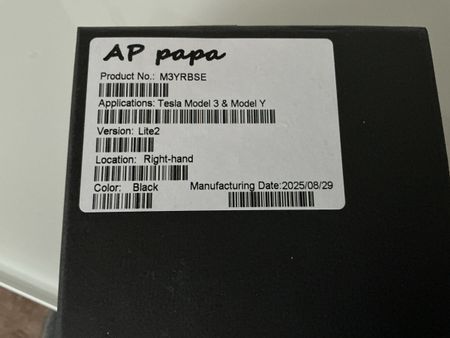 AP papa
Product No.: M3YRBSE
Applications: Tesla Model 3 & Model Y
Version: Lite2
Location: Right-hand
Color: Black Manufacturing Date:2025/08/29